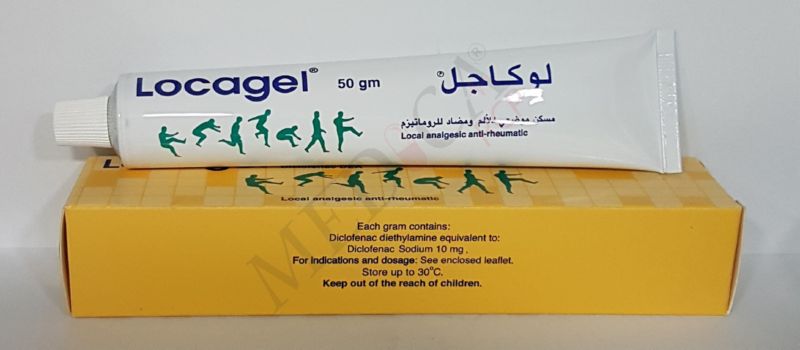 Locagel® 50 gm لوكاجل
مسكن موضعي للألم ومضاد للروماتيزم
Local analgesic anti-rheumatic
Local analgesic anti-rheumatic
Each gram contains:
Diclofenac diethylamine equivalent to:
Diclofenac Sodium 10 mg .
For indications and dosage: See enclosed leaflet.
Store up to 30°C.
Keep out of the reach of children.